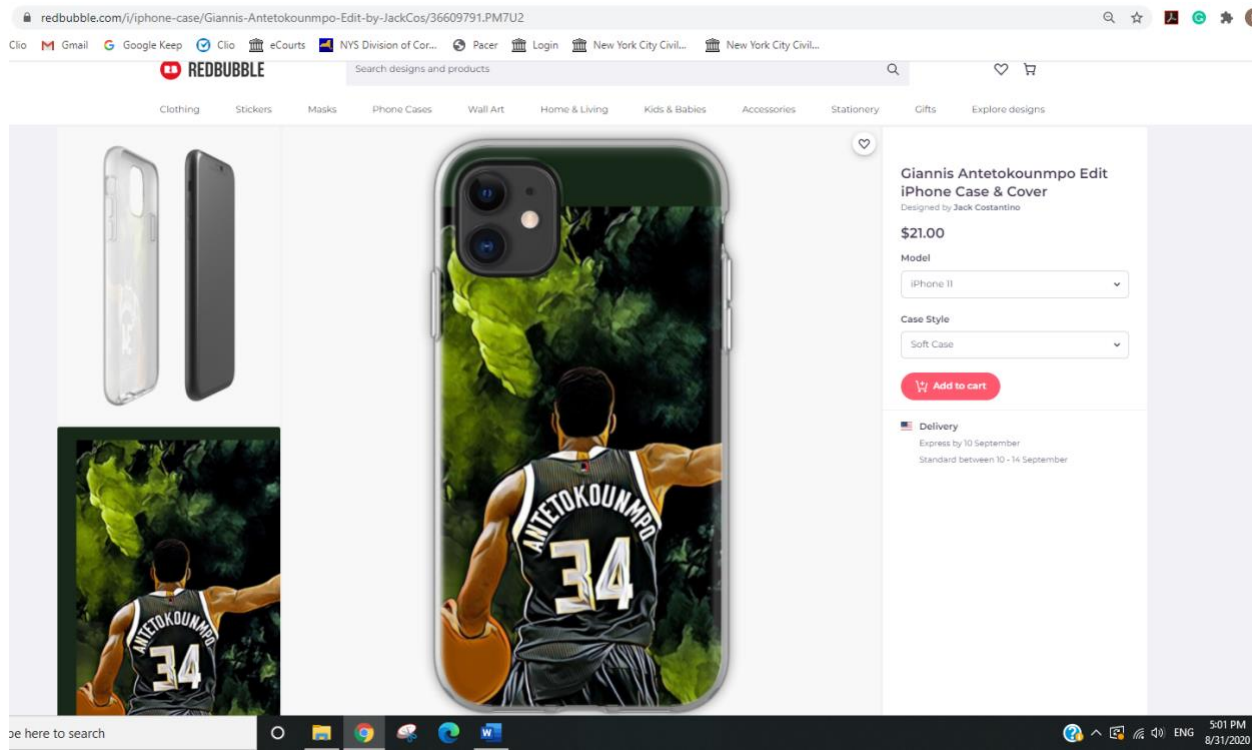 redbubble.com/i/iphone-case/Giannis-Antetokounmpo-Edit-by-JackCos/36609791.PM7U2
Clio Gmail Google Keep Clio eCourts NYS Division of Cor... Pacer Login New York City Civil... New York City Civil...
RB REDBUBBLE Search designs and products
Clothing Stickers Masks Phone Cases Wall Art Home & Living Kids & Babies Accessories Stationery Gifts Explore designs
Giannis Antetokounmpo Edit
iPhone Case & Cover
Designed by Jack Costantino
$21.00
Model
iPhone 11
Case Style
Soft Case
Add to cart
Delivery
Express by 10 September
Standard between 10 - 14 September
ANTETOKOUNMPO
34
ANTETOKOUNMPO
34
pe here to search
ENG
5:01 PM
8/31/2020